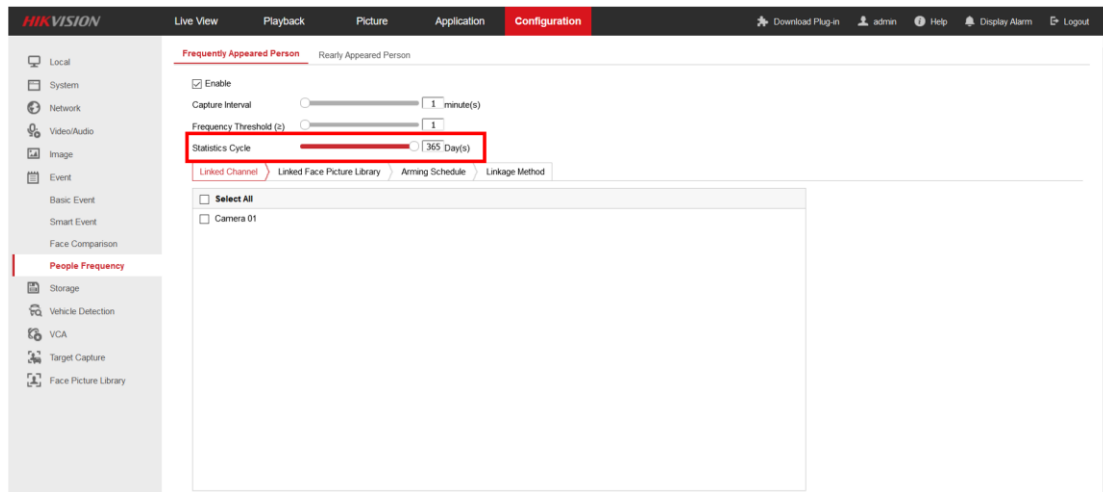 HIKVISION Live View Playback Picture Application Configuration Download Plug-in admin Help Display Alarm Logout
Local
System
Network
Video/Audio
Image
Event
Basic Event
Smart Event
Face Comparison
People Frequency
Storage
Vehicle Detection
VCA
Target Capture
Face Picture Library
Frequently Appeared Person Rearly Appeared Person
Enable
Capture Interval 1 minute(s)
Frequency Threshold (≥) 1
Statistics Cycle 365 Day(s)
Linked Channel Linked Face Picture Library Arming Schedule Linkage Method
Select All
Camera 01